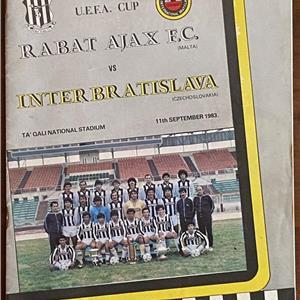 U.E.F.A. CUP
RABAT AJAX F.C.
(MALTA)
VS
INTER BRATISLAVA
(CZECHOSLOVAKIA)
TA' QALI NATIONAL STADIUM
11th SEPTEMBER 1983.